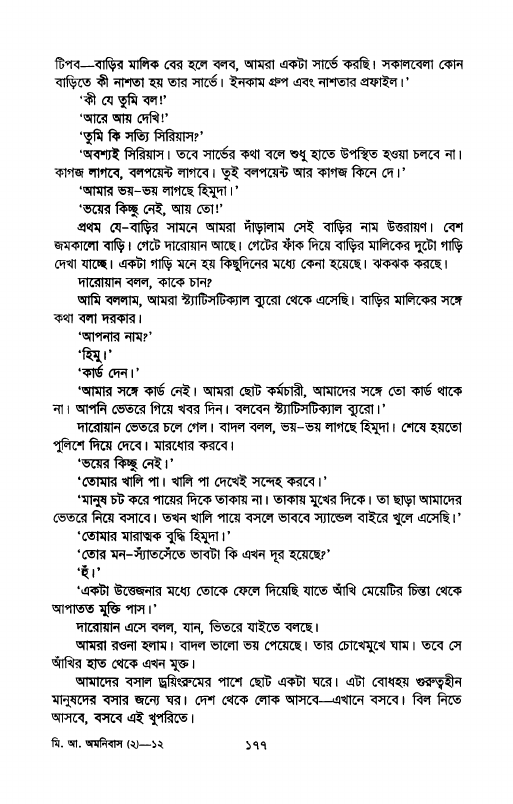 টিপব—বাড়ির মালিক বের হলে বলব, আমরা একটা সার্ভে করছি। সকালবেলা কোন
বাড়িতে কী নাশতা হয় তার সার্ভে। ইনকাম গ্রুপ এবং নাশতার প্রফাইল।’
‘কী যে তুমি বল!’
‘আরে আয় দেখি!’
‘তুমি কি সত্যি সিরিয়াস?’
‘অবশ্যই সিরিয়াস। তবে সার্ভের কথা বলে শুধু হাতে উপস্থিত হওয়া চলবে না।
কাগজ লাগবে, বলপয়েন্ট লাগবে। তুই বলপয়েন্ট আর কাগজ কিনে দে।’
‘আমার ভয়-ভয় লাগছে হিমুদা।’
‘ভয়ের কিচ্ছু নেই, আয় তো!’
প্রথম যে-বাড়ির সামনে আমরা দাঁড়ালাম সেই বাড়ির নাম উত্তরায়ণ। বেশ
জমকালো বাড়ি। গেটে দারোয়ান আছে। গেটের ফাঁক দিয়ে বাড়ির মালিকের দুটো গাড়ি
দেখা যাচ্ছে। একটা গাড়ি মনে হয় কিছুদিনের মধ্যে কেনা হয়েছে। ঝকঝক করছে।
দারোয়ান বলল, কাকে চান?
আমি বললাম, আমরা স্ট্যাটিসটিক্যাল ব্যুরো থেকে এসেছি। বাড়ির মালিকের সঙ্গে
কথা বলা দরকার।
‘আপনার নাম?’
‘হিমু।’
‘কার্ড দেন।’
‘আমার সঙ্গে কার্ড নেই। আমরা ছোট কর্মচারী, আমাদের সঙ্গে তো কার্ড থাকে
না। আপনি ভেতরে গিয়ে খবর দিন। বলবেন স্ট্যাটিসটিক্যাল ব্যুরো।’
দারোয়ান ভেতরে চলে গেল। বাদল বলল, ভয়-ভয় লাগছে হিমুদা। শেষে হয়তো
পুলিশে দিয়ে দেবে। মারধোর করবে।
‘ভয়ের কিচ্ছু নেই।’
‘তোমার খালি পা। খালি পা দেখেই সন্দেহ করবে।’
‘মানুষ চট করে পায়ের দিকে তাকায় না। তাকায় মুখের দিকে। তা ছাড়া আমাদের
ভেতরে নিয়ে বসাবে। তখন খালি পায়ে বসলে ভাববে স্যান্ডেল বাইরে খুলে এসেছি।’
‘তোমার মারাত্মক বুদ্ধি হিমুদা।’
‘তোর মন-স্যাঁতসেঁতে ভাবটা কি এখন দূর হয়েছে?’
‘হুঁ।’
‘একটা উত্তেজনার মধ্যে তোকে ফেলে দিয়েছি যাতে আঁখি মেয়েটির চিন্তা থেকে
আপাতত মুক্তি পাস।’
দারোয়ান এসে বলল, যান, ভিতরে যাইতে বলছে।
আমরা রওনা হলাম। বাদল ভালো ভয় পেয়েছে। তার চোখেমুখে ঘাম। তবে সে
আঁখির হাত থেকে এখন মুক্ত।
আমাদের বসাল ড্রয়িংরুমের পাশে ছোট একটা ঘরে। এটা বোধহয় গুরুত্বহীন
মানুষদের বসার জন্যে ঘর। দেশ থেকে লোক আসবে—এখানে বসবে। বিল নিতে
আসবে, বসবে এই খুপরিতে।
মি. আ. অমনিবাস (২)—১২
১৭৭